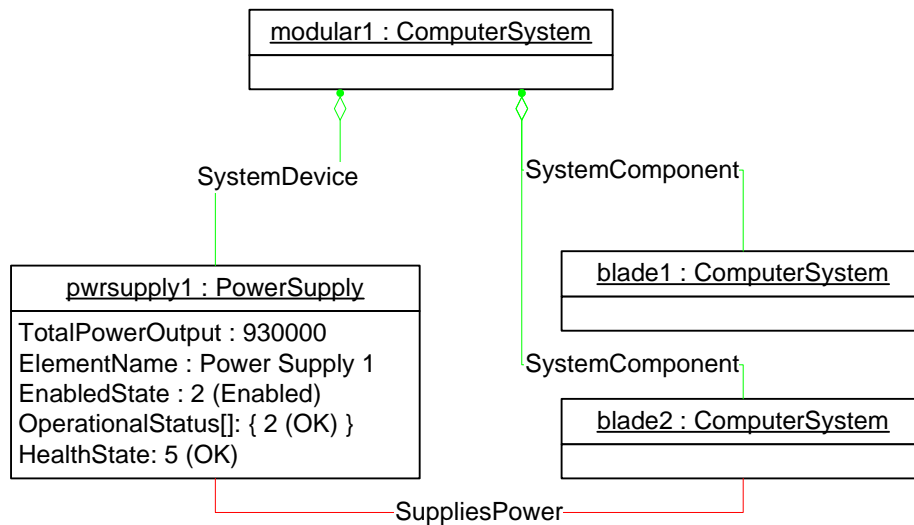 modular1 : ComputerSystem
SystemDevice
SystemComponent
pwrsupply1 : PowerSupply
TotalPowerOutput : 930000
ElementName : Power Supply 1
EnabledState : 2 (Enabled)
OperationalStatus[]: { 2 (OK) }
HealthState: 5 (OK)
blade1 : ComputerSystem
SystemComponent
blade2 : ComputerSystem
SuppliesPower